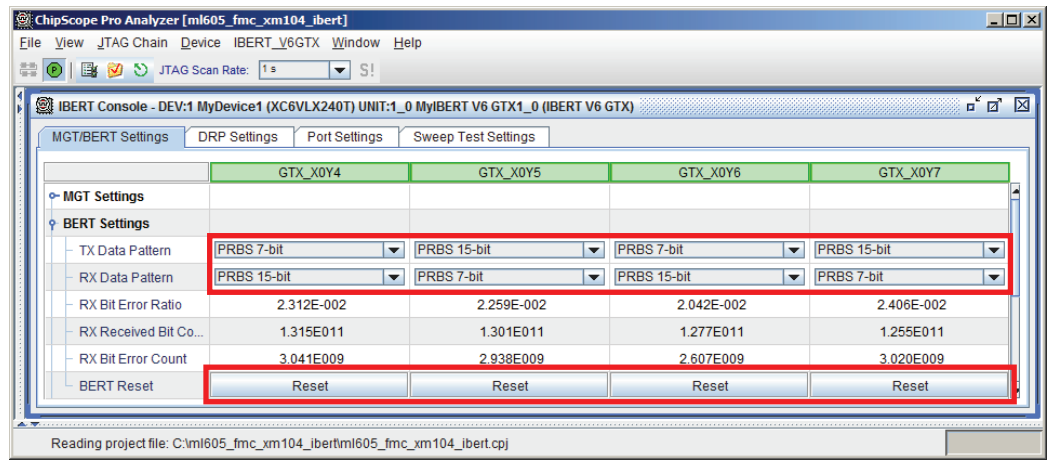 ChipScope Pro Analyzer [ml605_fmc_xm104_ibert]
File View JTAG Chain Device IBERT_V6GTX Window Help
JTAG Scan Rate: 1 s S!
IBERT Console - DEV:1 MyDevice1 (XC6VLX240T) UNIT:1_0 MyIBERT V6 GTX1_0 (IBERT V6 GTX)
MGT/BERT Settings DRP Settings Port Settings Sweep Test Settings
GTX_X0Y4 GTX_X0Y5 GTX_X0Y6 GTX_X0Y7
MGT Settings
BERT Settings
TX Data Pattern PRBS 7-bit PRBS 15-bit PRBS 7-bit PRBS 15-bit
RX Data Pattern PRBS 15-bit PRBS 7-bit PRBS 15-bit PRBS 7-bit
RX Bit Error Ratio 2.312E-002 2.259E-002 2.042E-002 2.406E-002
RX Received Bit Co... 1.315E011 1.301E011 1.277E011 1.255E011
RX Bit Error Count 3.041E009 2.938E009 2.607E009 3.020E009
BERT Reset Reset Reset Reset Reset
Reading project file: C:\ml605_fmc_xm104_ibert\ml605_fmc_xm104_ibert.cpj